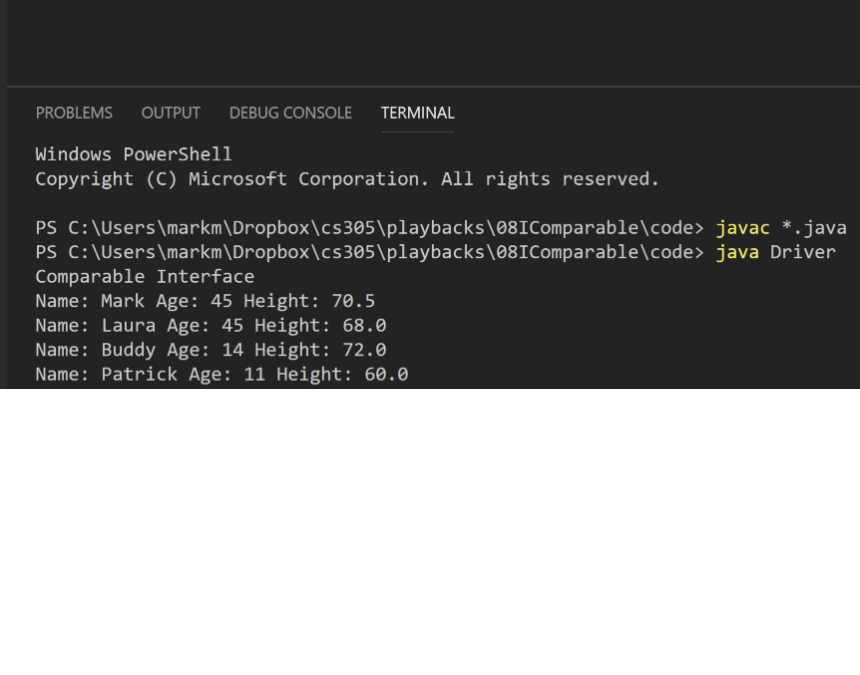 PROBLEMS OUTPUT DEBUG CONSOLE TERMINAL
Windows PowerShell
Copyright (C) Microsoft Corporation. All rights reserved.
PS C:\Users\markm\Dropbox\cs305\playbacks\08IComparable\code> javac *.java
PS C:\Users\markm\Dropbox\cs305\playbacks\08IComparable\code> java Driver
Comparable Interface
Name: Mark Age: 45 Height: 70.5
Name: Laura Age: 45 Height: 68.0
Name: Buddy Age: 14 Height: 72.0
Name: Patrick Age: 11 Height: 60.0